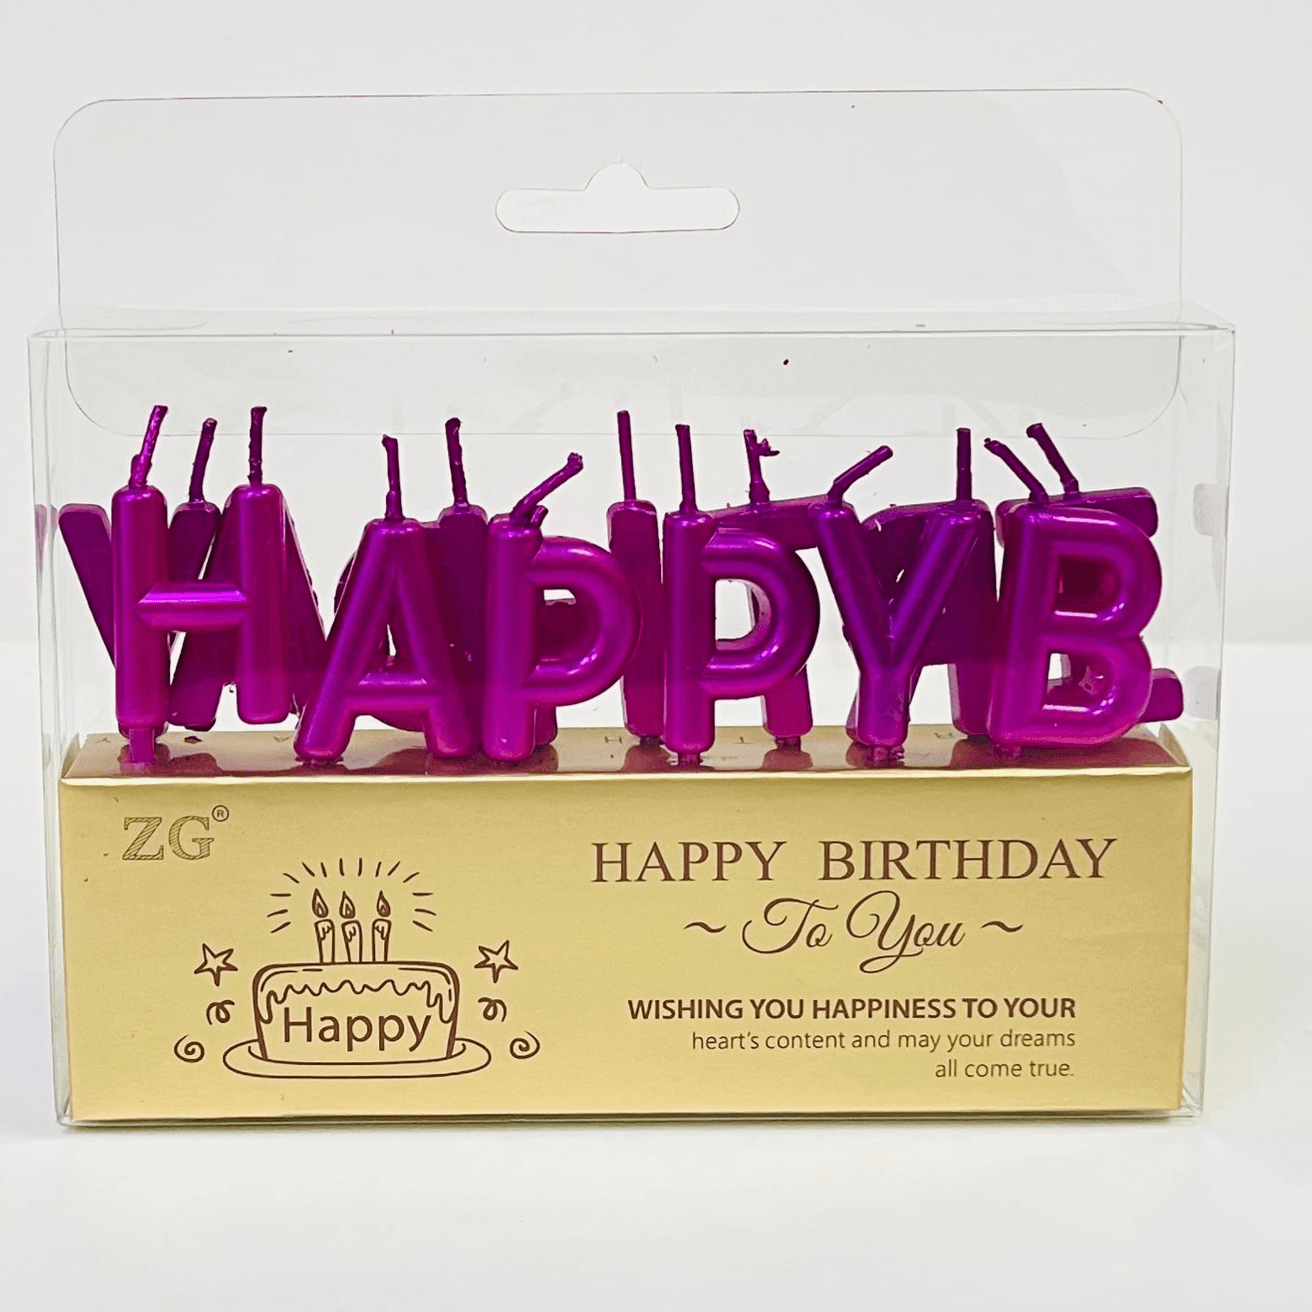 HAPPYB
ZG®
HAPPY BIRTHDAY
~ To You ~
Happy
WISHING YOU HAPPINESS TO YOUR
heart's content and may your dreams
all come true.